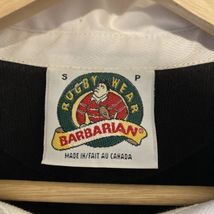 S P
RUGBY WEAR
BARBARIAN®
MADE IN/FAIT AU CANADA